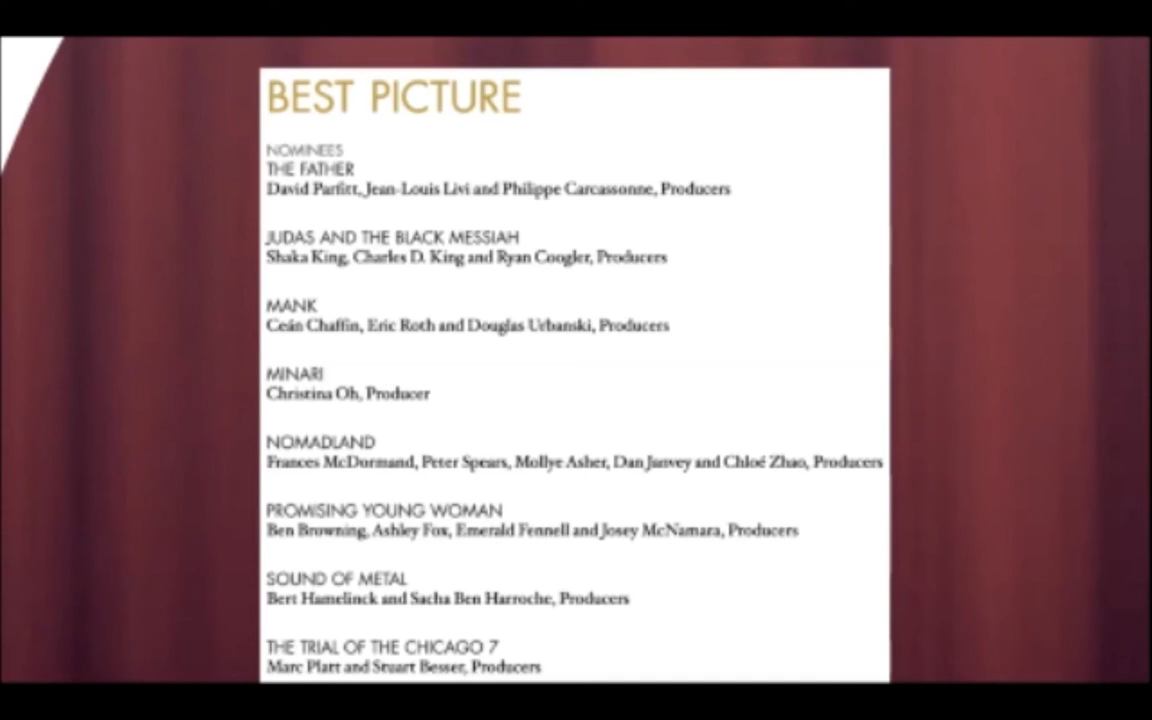 BEST PICTURE
NOMINEES
THE FATHER
David Parfitt, Jean-Louis Livi and Philippe Carcassonne, Producers
JUDAS AND THE BLACK MESSIAH
Shaka King, Charles D. King and Ryan Coogler, Producers
MANK
Ceán Chaffin, Eric Roth and Douglas Urbanski, Producers
MINARI
Christina Oh, Producer
NOMADLAND
Frances McDormand, Peter Spears, Mollye Asher, Dan Janvey and Chloé Zhao, Producers
PROMISING YOUNG WOMAN
Ben Browning, Ashley Fox, Emerald Fennell and Josey McNamara, Producers
SOUND OF METAL
Bert Hamelinck and Sacha Ben Harroche, Producers
THE TRIAL OF THE CHICAGO 7
Marc Platt and Stuart Besser, Producers